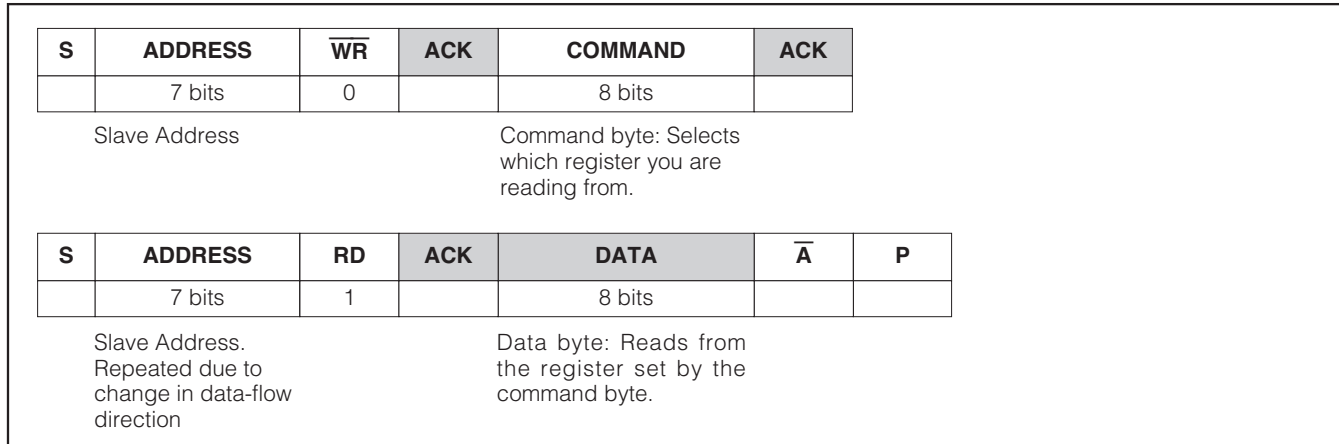 S ADDRESS W̅R̅ ACK COMMAND ACK
7 bits 0 8 bits
Slave Address
Command byte: Selects
which register you are
reading from.
S ADDRESS RD ACK DATA A̅ P
7 bits 1 8 bits
Slave Address.
Repeated due to
change in data-flow
direction
Data byte: Reads from
the register set by the
command byte.